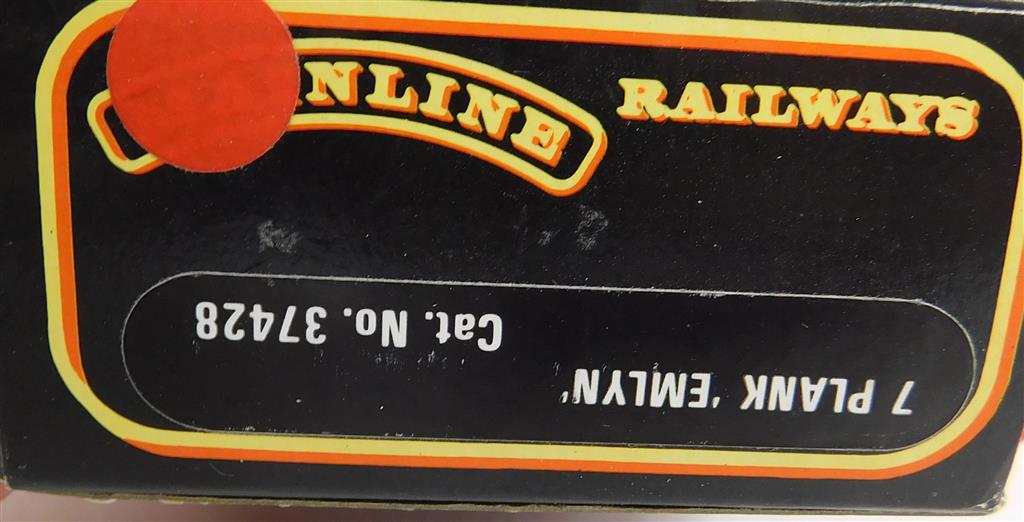 NLINE RAILWAYS
7 PLANK 'EMLYN'
Cat. No. 37428